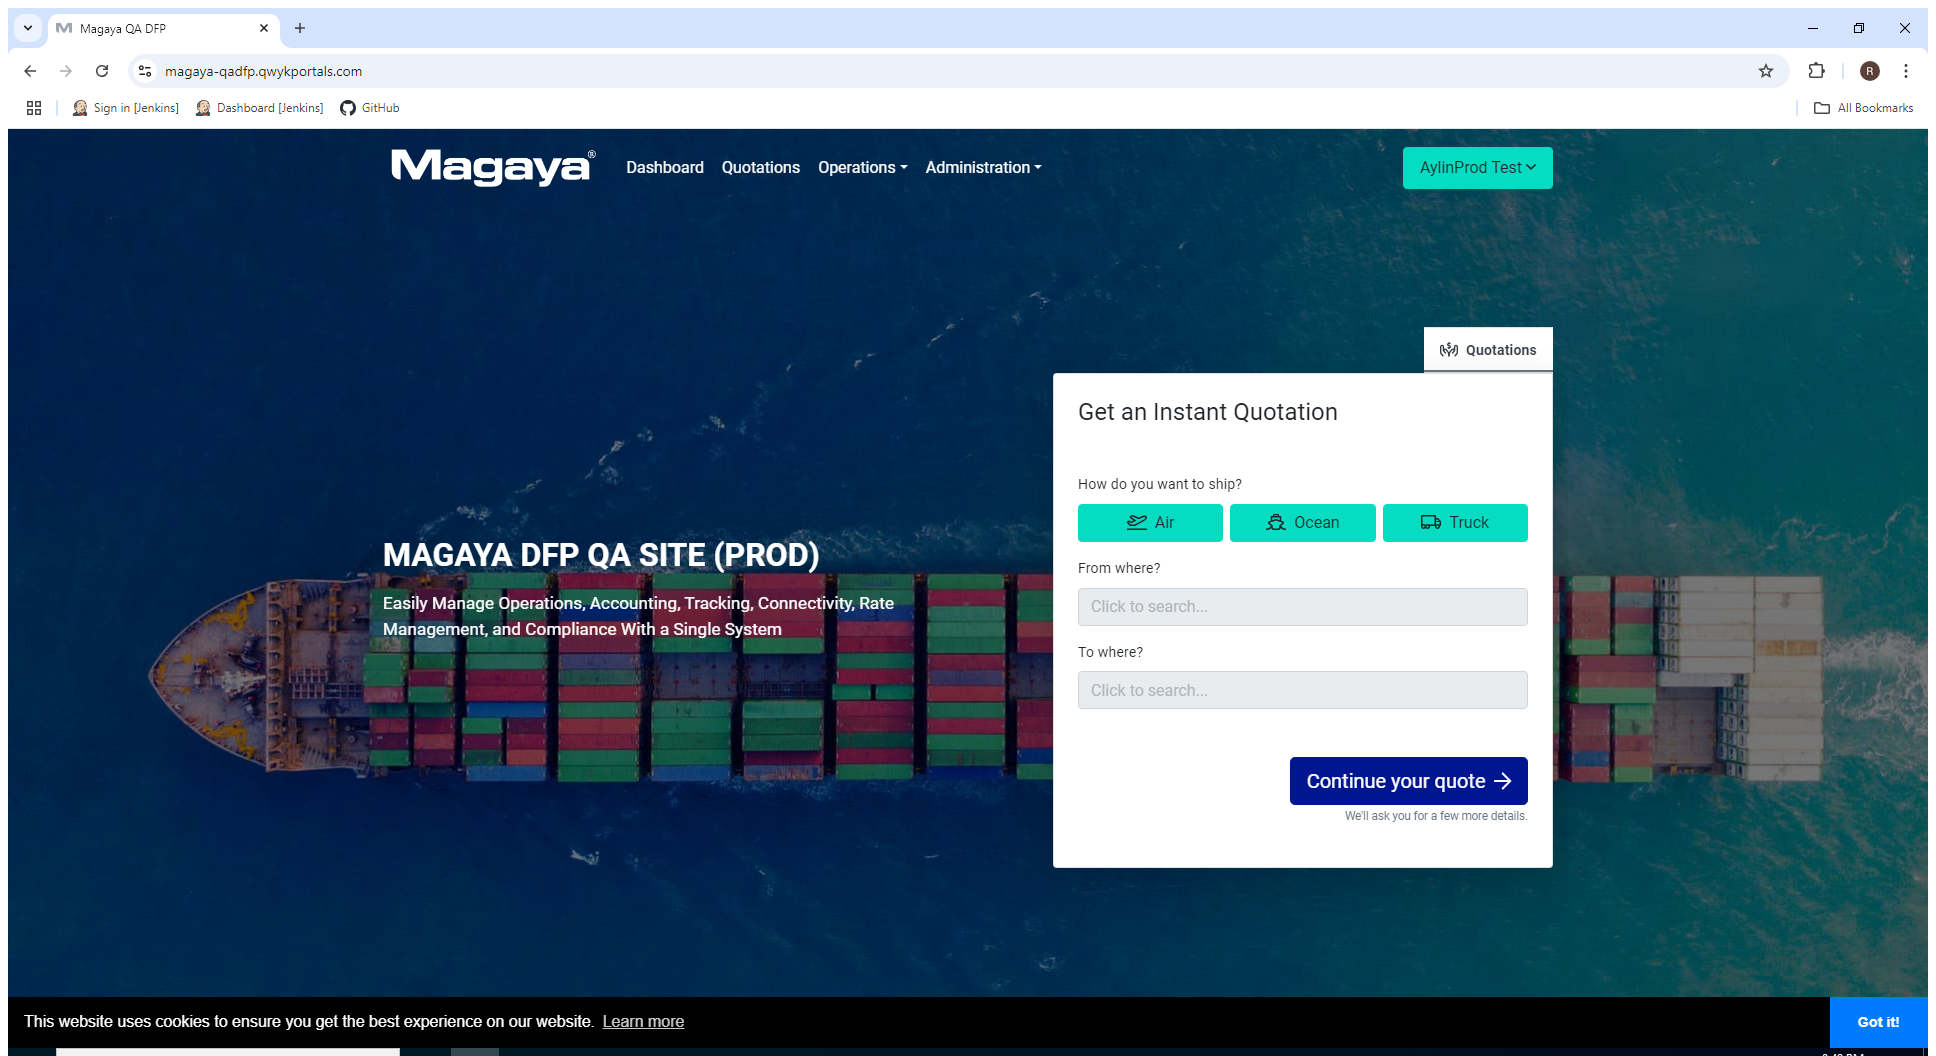 Magaya QA DFP
magaya-qadfp.qwykportals.com
R
Sign in [Jenkins]
Dashboard [Jenkins]
GitHub
All Bookmarks
Magaya®
Dashboard
Quotations
Operations
Administration
AylinProd Test
Quotations
Get an Instant Quotation
How do you want to ship?
Air
Ocean
Truck
From where?
Click to search...
To where?
Click to search...
Continue your quote
We'll ask you for a few more details.
MAGAYA DFP QA SITE (PROD)
Easily Manage Operations, Accounting, Tracking, Connectivity, Rate
Management, and Compliance With a Single System
This website uses cookies to ensure you get the best experience on our website. Learn more
Got it!